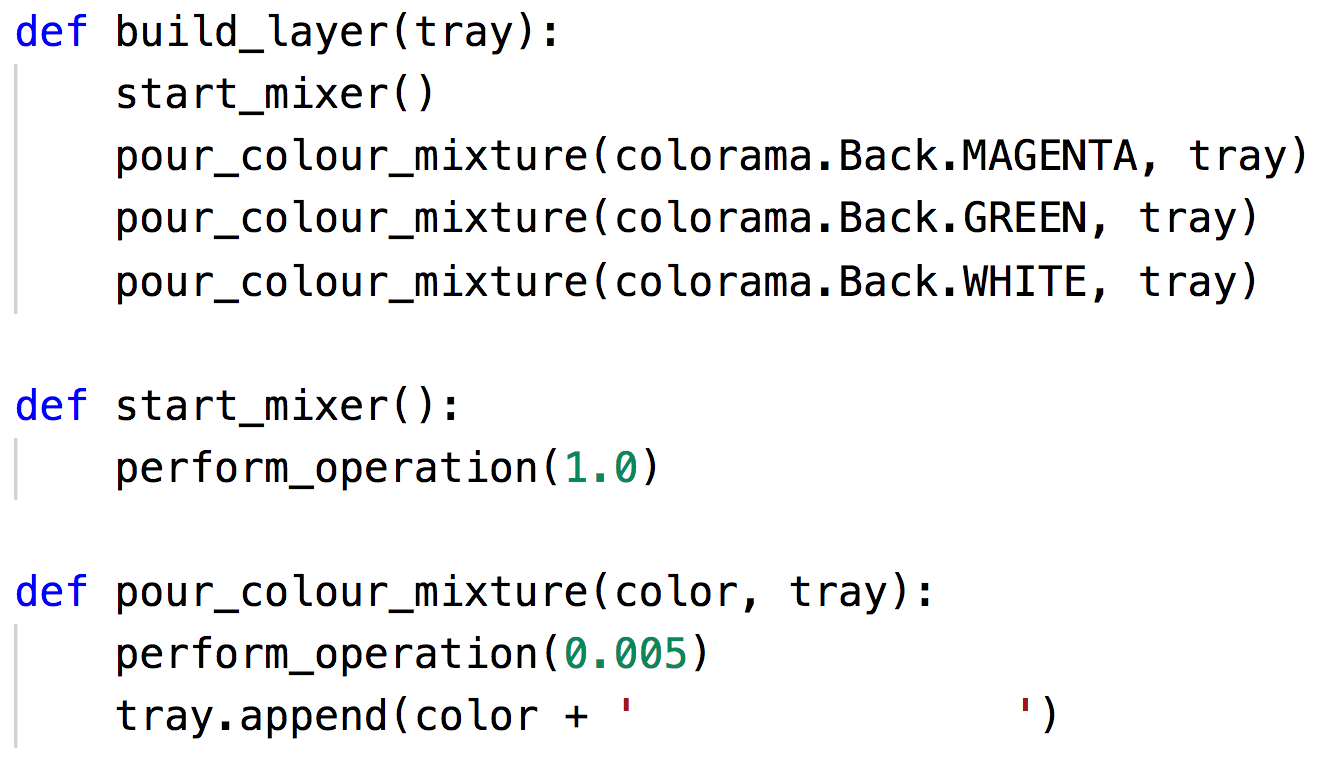 def build_layer(tray):
    start_mixer()
    pour_colour_mixture(colorama.Back.MAGENTA, tray)
    pour_colour_mixture(colorama.Back.GREEN, tray)
    pour_colour_mixture(colorama.Back.WHITE, tray)

def start_mixer():
    perform_operation(1.0)

def pour_colour_mixture(color, tray):
    perform_operation(0.005)
    tray.append(color + '               ')